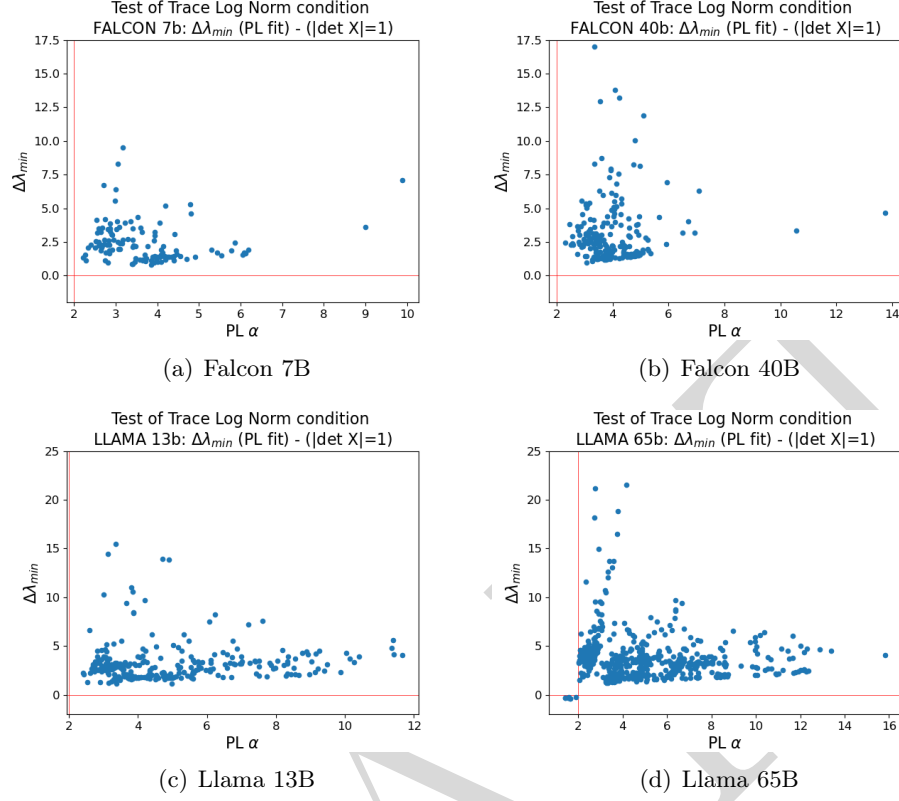 Test of Trace Log Norm condition
FALCON 7b: Δλmin (PL fit) - (|det X|=1)
17.5
15.0
12.5
10.0
7.5
5.0
2.5
0.0
Δλmin
2 3 4 5 6 7 8 9 10
PL α
(a) Falcon 7B
Test of Trace Log Norm condition
FALCON 40b: Δλmin (PL fit) - (|det X|=1)
17.5
15.0
12.5
10.0
7.5
5.0
2.5
0.0
Δλmin
2 4 6 8 10 12 14
PL α
(b) Falcon 40B
Test of Trace Log Norm condition
LLAMA 13b: Δλmin (PL fit) - (|det X|=1)
25
20
15
10
5
0
Δλmin
2 4 6 8 10 12
PL α
(c) Llama 13B
Test of Trace Log Norm condition
LLAMA 65b: Δλmin (PL fit) - (|det X|=1)
25
20
15
10
5
0
Δλmin
0 2 4 6 8 10 12 14 16
PL α
(d) Llama 65B